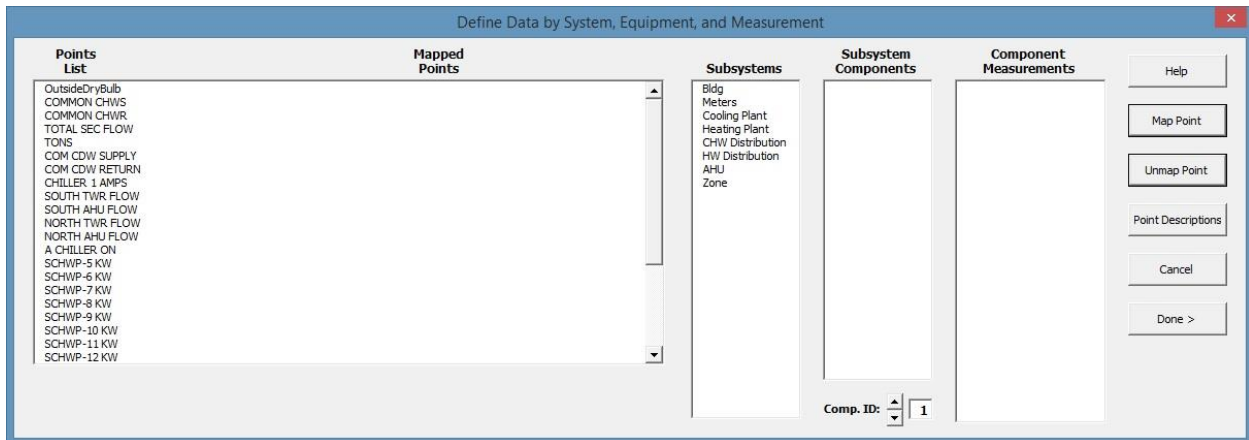 Define Data by System, Equipment, and Measurement
Points
List
Mapped
Points
Subsystems
Subsystem
Components
Component
Measurements
OutsideDryBulb
COMMON CHWS
COMMON CHWR
TOTAL SEC FLOW
TONS
COM CDW SUPPLY
COM CDW RETURN
CHILLER 1 AMPS
SOUTH TWR FLOW
SOUTH AHU FLOW
NORTH TWR FLOW
NORTH AHU FLOW
A CHILLER ON
SCHWP-5 KW
SCHWP-6 KW
SCHWP-7 KW
SCHWP-8 KW
SCHWP-9 KW
SCHWP-10 KW
SCHWP-11 KW
SCHWP-12 KW
Bldg
Meters
Cooling Plant
Heating Plant
CHW Distribution
HW Distribution
AHU
Zone
Comp. ID: 1
Help
Map Point
Unmap Point
Point Descriptions
Cancel
Done >